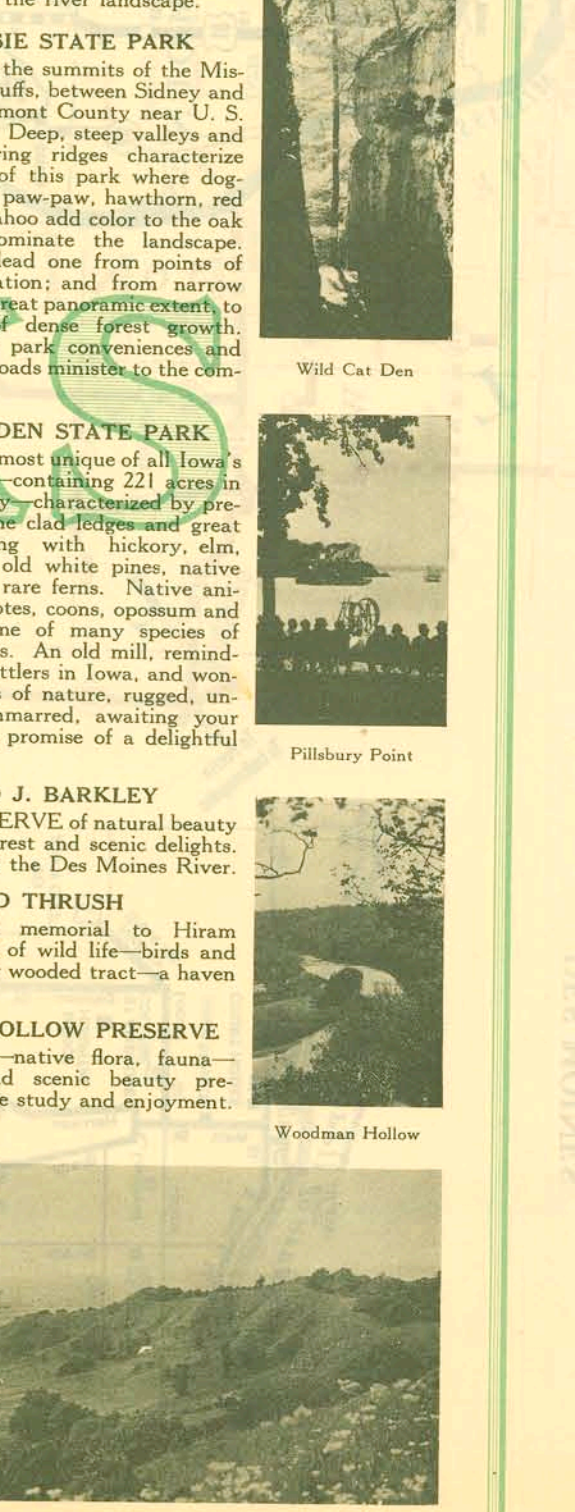 the river landscape.
SIE STATE PARK
the summits of the Mis-
uffs, between Sidney and
mont County near U. S.
Deep, steep valleys and
ring ridges characterize
of this park where dog-
paw-paw, hawthorn, red
ahoo add color to the oak
ominate the landscape.
lead one from points of
ation; and from narrow
reat panoramic extent, to
f dense forest growth.
park conveniences and
oads minister to the com-
Wild Cat Den
DEN STATE PARK
most unique of all Iowa's
—containing 221 acres in
y—characterized by pre-
ne clad ledges and great
ng with hickory, elm,
old white pines, native
rare ferns. Native ani-
otes, coons, opossum and
ne of many species of
s. An old mill, remind-
ttlers in Iowa, and won-
s of nature, rugged, un-
nmarred, awaiting your
promise of a delightful
Pillsbury Point
J. BARKLEY
ERVE of natural beauty
rest and scenic delights.
the Des Moines River.
D THRUSH
memorial to Hiram
of wild life—birds and
wooded tract—a haven
OLLOW PRESERVE
—native flora, fauna—
d scenic beauty pre-
e study and enjoyment.
Woodman Hollow
S